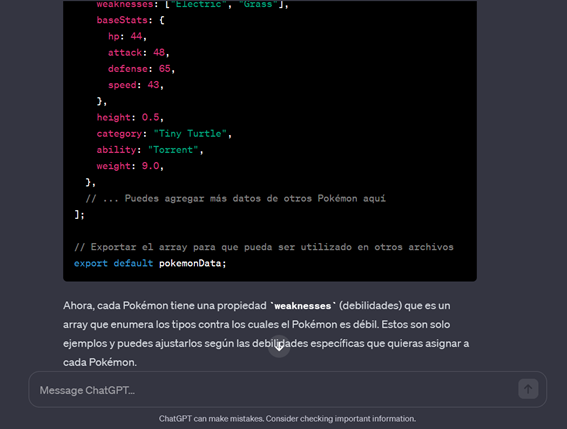 weaknesses: ["Electric", "Grass"],
baseStats: {
hp: 44,
attack: 48,
defense: 65,
speed: 43,
},
height: 0.5,
category: "Tiny Turtle",
ability: "Torrent",
weight: 9.0,
},
// ... Puedes agregar más datos de otros Pokémon aquí
];
// Exportar el array para que pueda ser utilizado en otros archivos
export default pokemonData;
Ahora, cada Pokémon tiene una propiedad `weaknesses` (debilidades) que es un
array que enumera los tipos contra los cuales el Pokémon es débil. Estos son solo
ejemplos y puedes ajustarlos según las debilidades específicas que quieras asignar a
cada Pokémon.
Message ChatGPT...
ChatGPT can make mistakes. Consider checking important information.